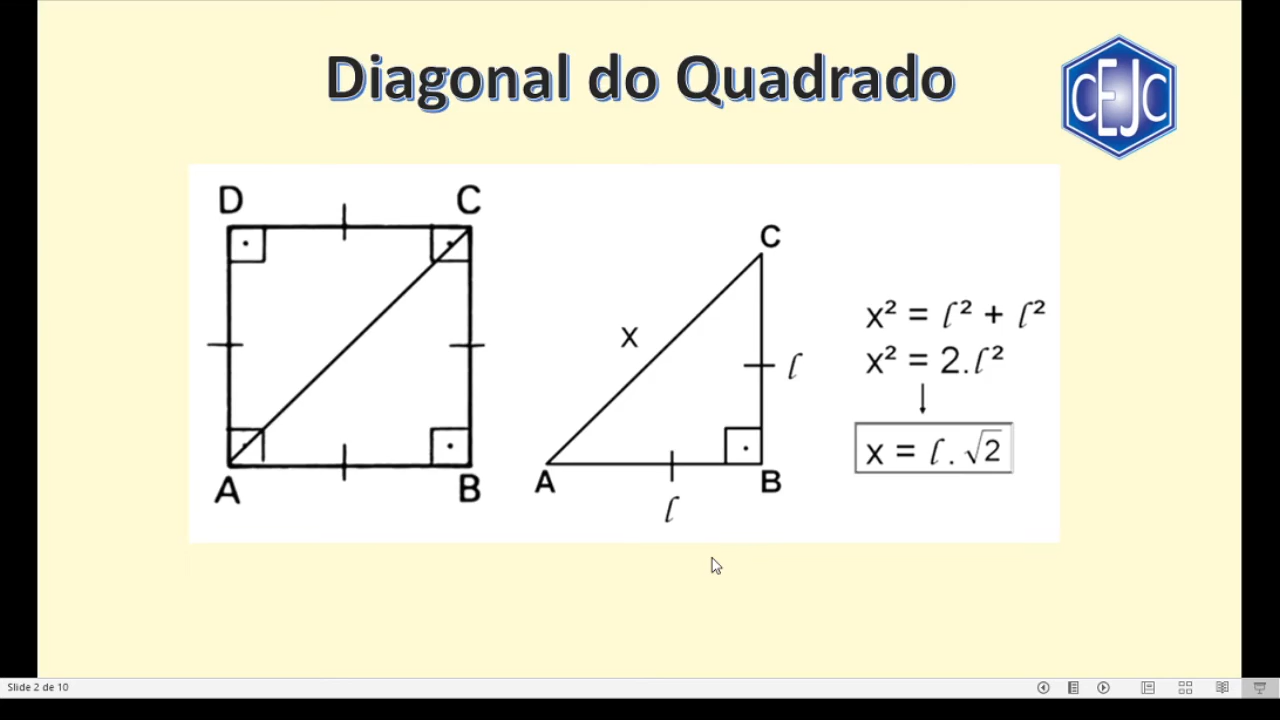 Diagonal do Quadrado
CEJC
D
C
A
B
C
x
l
A
B
l
x² = l² + l²
x² = 2.l²
x = l.√2
Slide 2 de 10